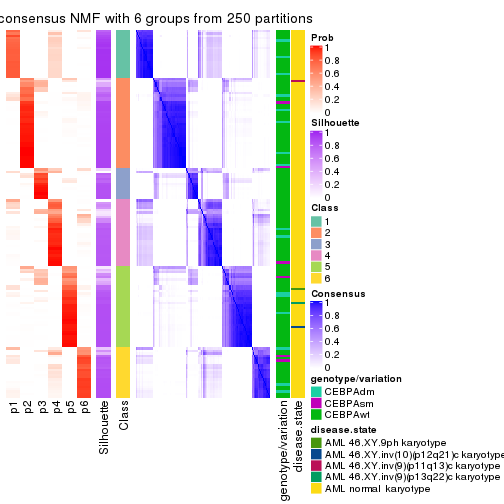 consensus NMF with 6 groups from 250 partitions
Prob
1
0.8
0.6
0.4
0.2
0
Silhouette
1
0.8
0.6
0.4
0.2
0
Class
1
2
3
4
5
6
Consensus
1
0.8
0.6
0.4
0.2
0
genotype/variation
CEBPAdm
CEBPAsm
CEBPAwt
disease.state
AML 46.XY.9ph karyotype
AML 46.XY,inv(10)(p12q21)c karyotype
AML 46.XY,inv(9)(p11q13)c karyotype
AML 46.XY,inv(9)(p13q22)c karyotype
AML normal karyotype
p1
p2
p3
p4
p5
p6
Silhouette
Class
genotype/variation
disease.state